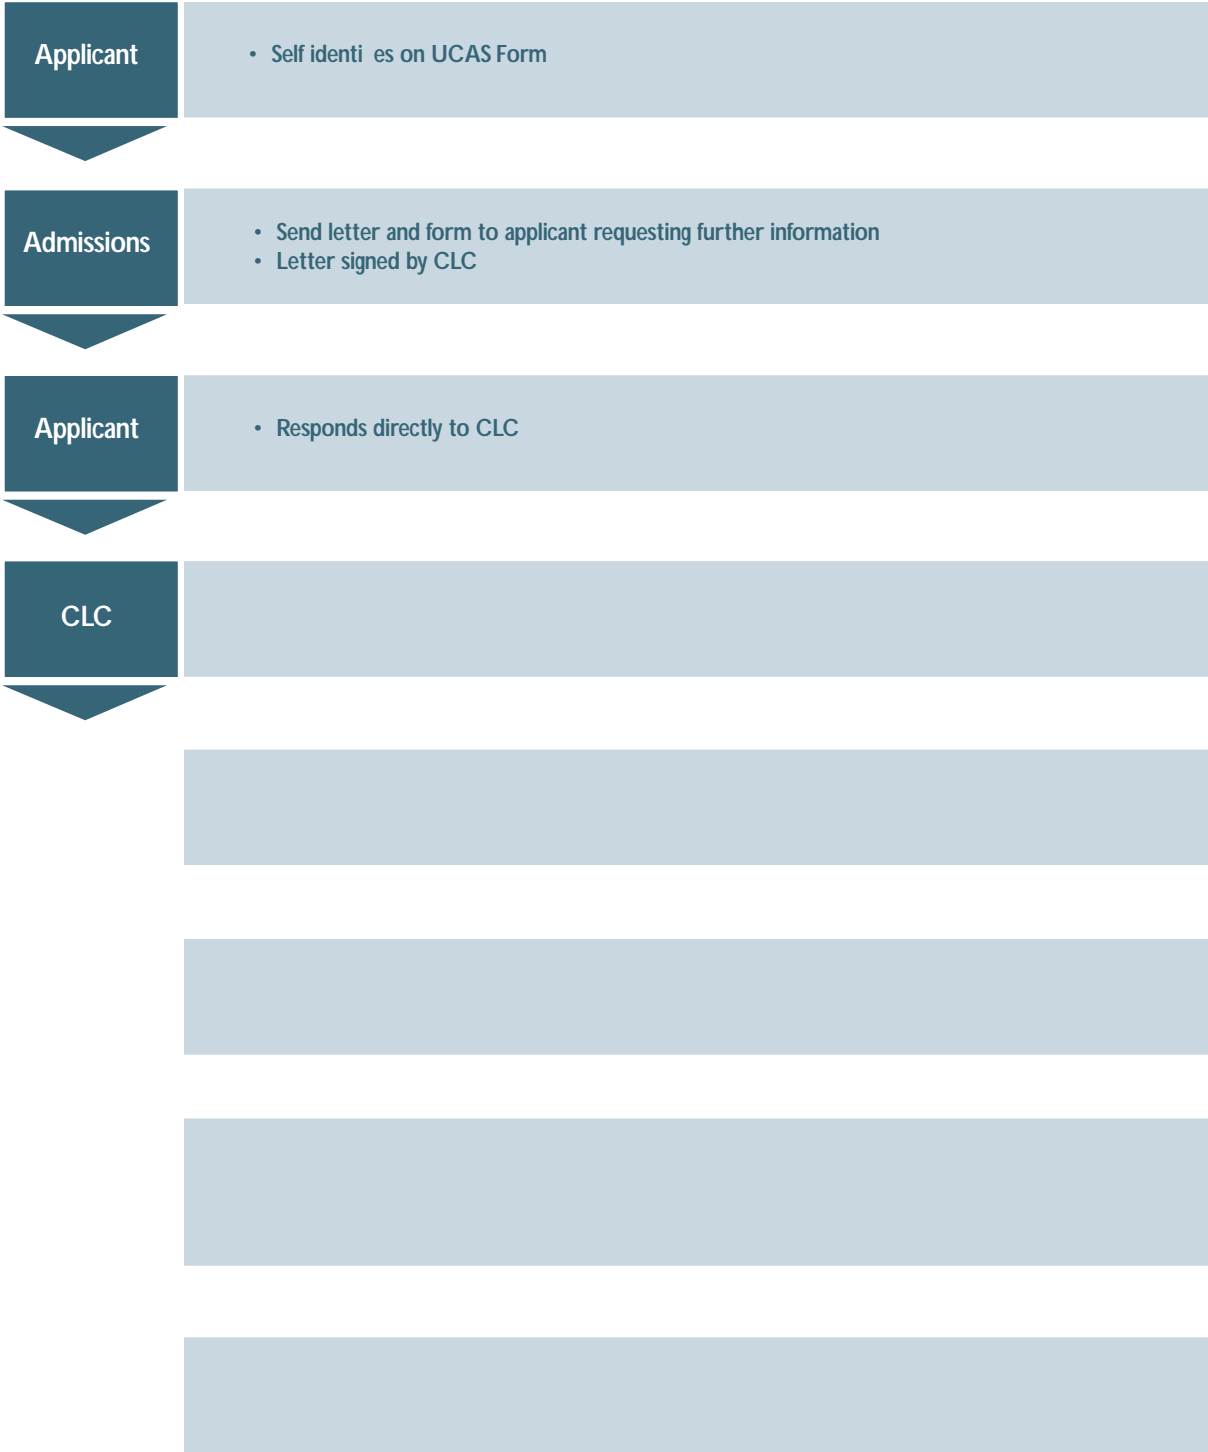 Applicant
• Self identi es on UCAS Form
Admissions
• Send letter and form to applicant requesting further information
• Letter signed by CLC
Applicant
• Responds directly to CLC
CLC